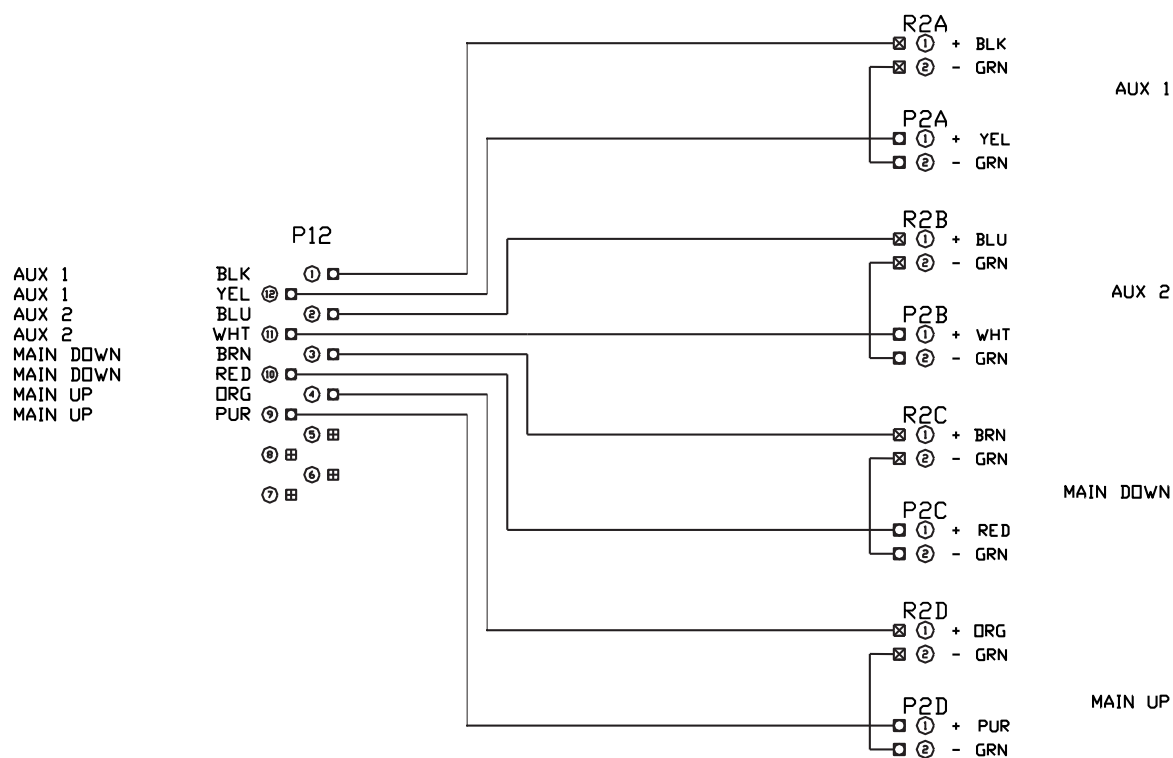 R2A
① + BLK
② - GRN
AUX 1
P2A
① + YEL
② - GRN
R2B
① + BLU
② - GRN
AUX 2
P2B
① + WHT
② - GRN
R2C
① + BRN
② - GRN
MAIN DOWN
P2C
① + RED
② - GRN
R2D
① + ORG
② - GRN
MAIN UP
P2D
① + PUR
② - GRN
P12
AUX 1 BLK ①
AUX 1 YEL ⑫
AUX 2 BLU ②
AUX 2 WHT ⑪
MAIN DOWN BRN ③
MAIN DOWN RED ⑩
MAIN UP ORG ④
MAIN UP PUR ⑨
⑤
⑧
⑥
⑦